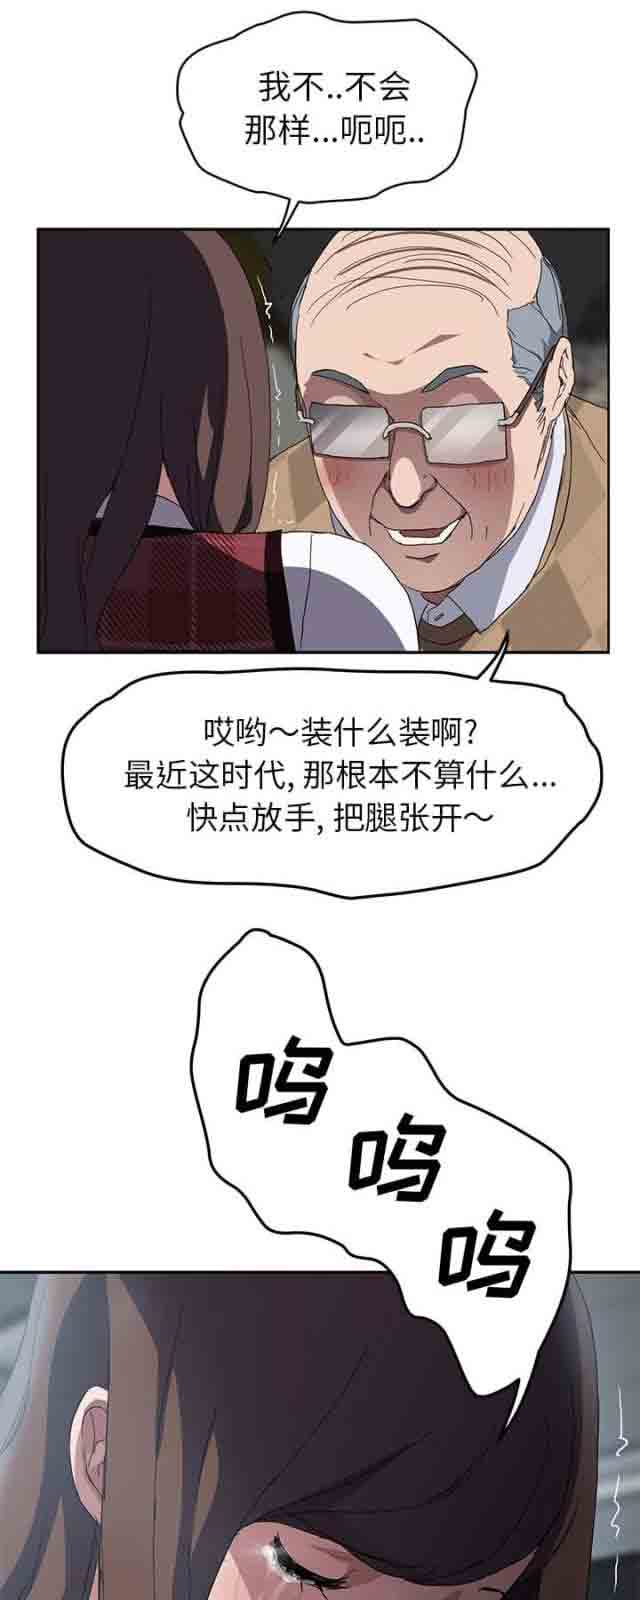 我不..不会
那样...呃呃..
哎哟～装什么装啊?
最近这时代, 那根本不算什么...
快点放手, 把腿张开～
呜
呜
呜